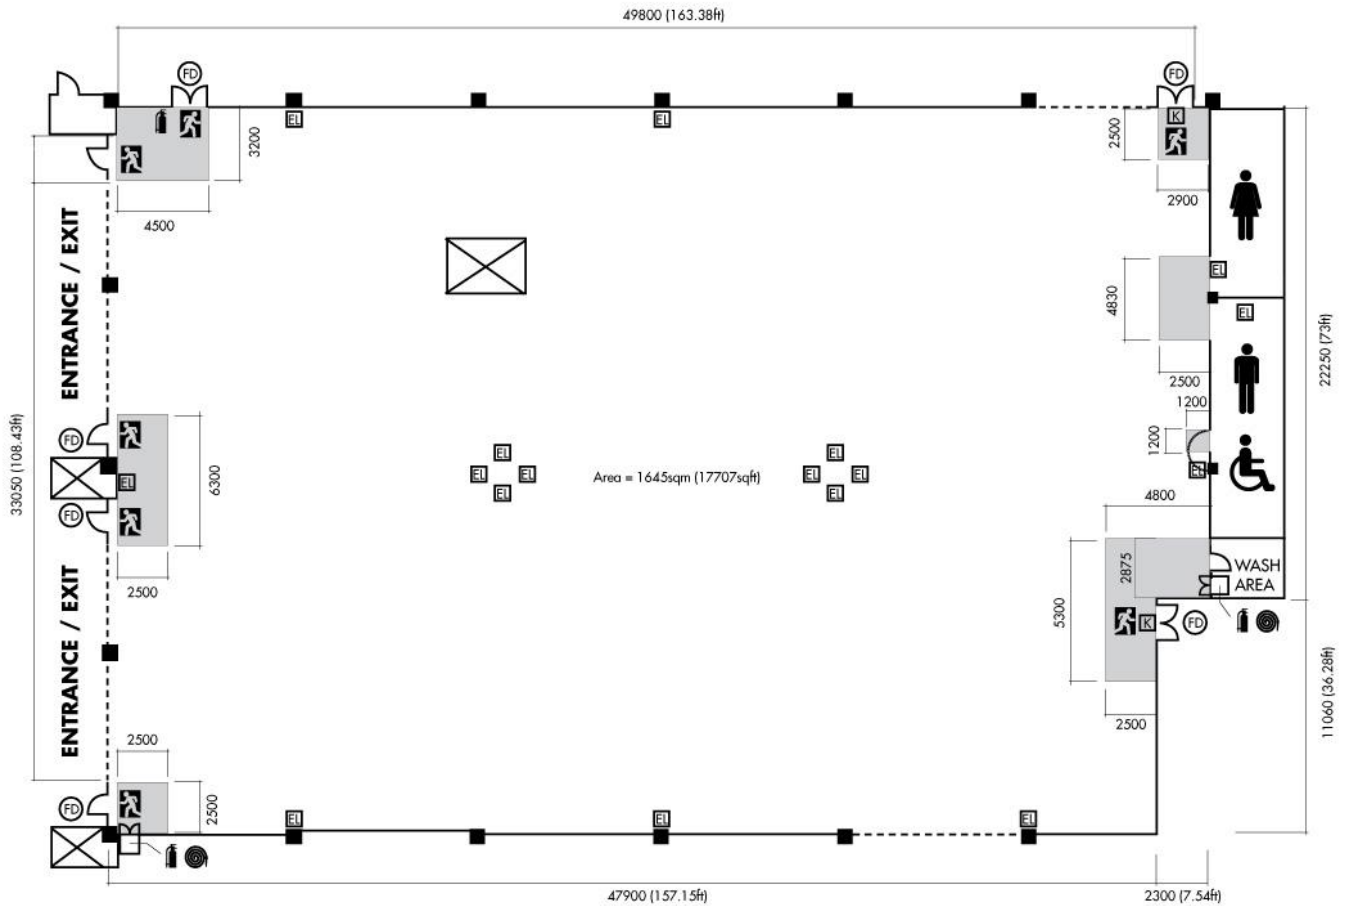 49800 (163.38ft)
FD
FD
EL
EL
K
3200
2500
4500
2900
ENTRANCE / EXIT
4830
EL
EL
22250 (73ft)
2500
1200
1200
33050 (108.43ft)
FD
EL
6300
FD
EL
EL
EL
EL
Area = 1645sqm (17707sqft)
EL
EL
EL
EL
EL
4800
2875
WASH
AREA
2500
5300
K
FD
ENTRANCE / EXIT
2500
11060 (36.28ft)
2500
2500
FD
EL
EL
EL
47900 (157.15ft)
2300 (7.54ft)